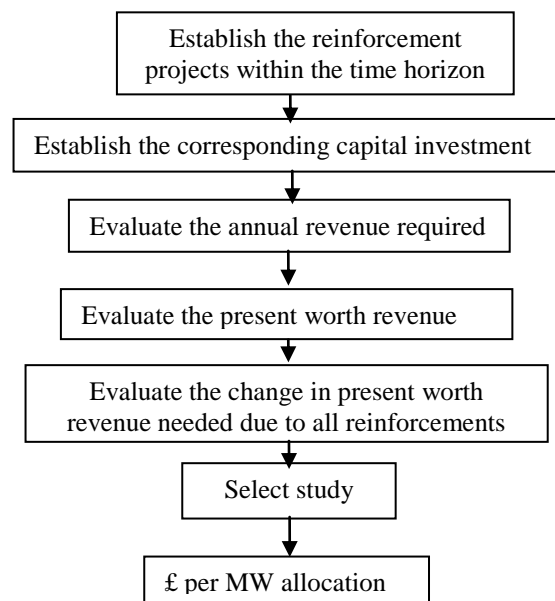 Establish the reinforcement
projects within the time horizon
Establish the corresponding capital investment
Evaluate the annual revenue required
Evaluate the present worth revenue
Evaluate the change in present worth
revenue needed due to all reinforcements
Select study
£ per MW allocation